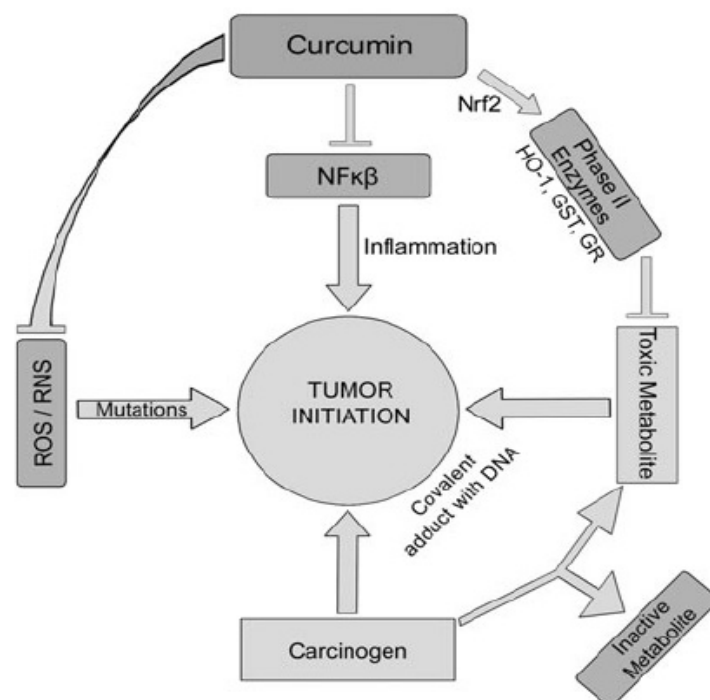 Curcumin
Nrf2
Phase II
Enzymes
HO-1, GST, GR
NFκβ
Inflammation
ROS / RNS
Mutations
TUMOR
INITIATION
Toxic Metabolite
Covalent
adduct with DNA
Carcinogen
Inactive
Metabolite